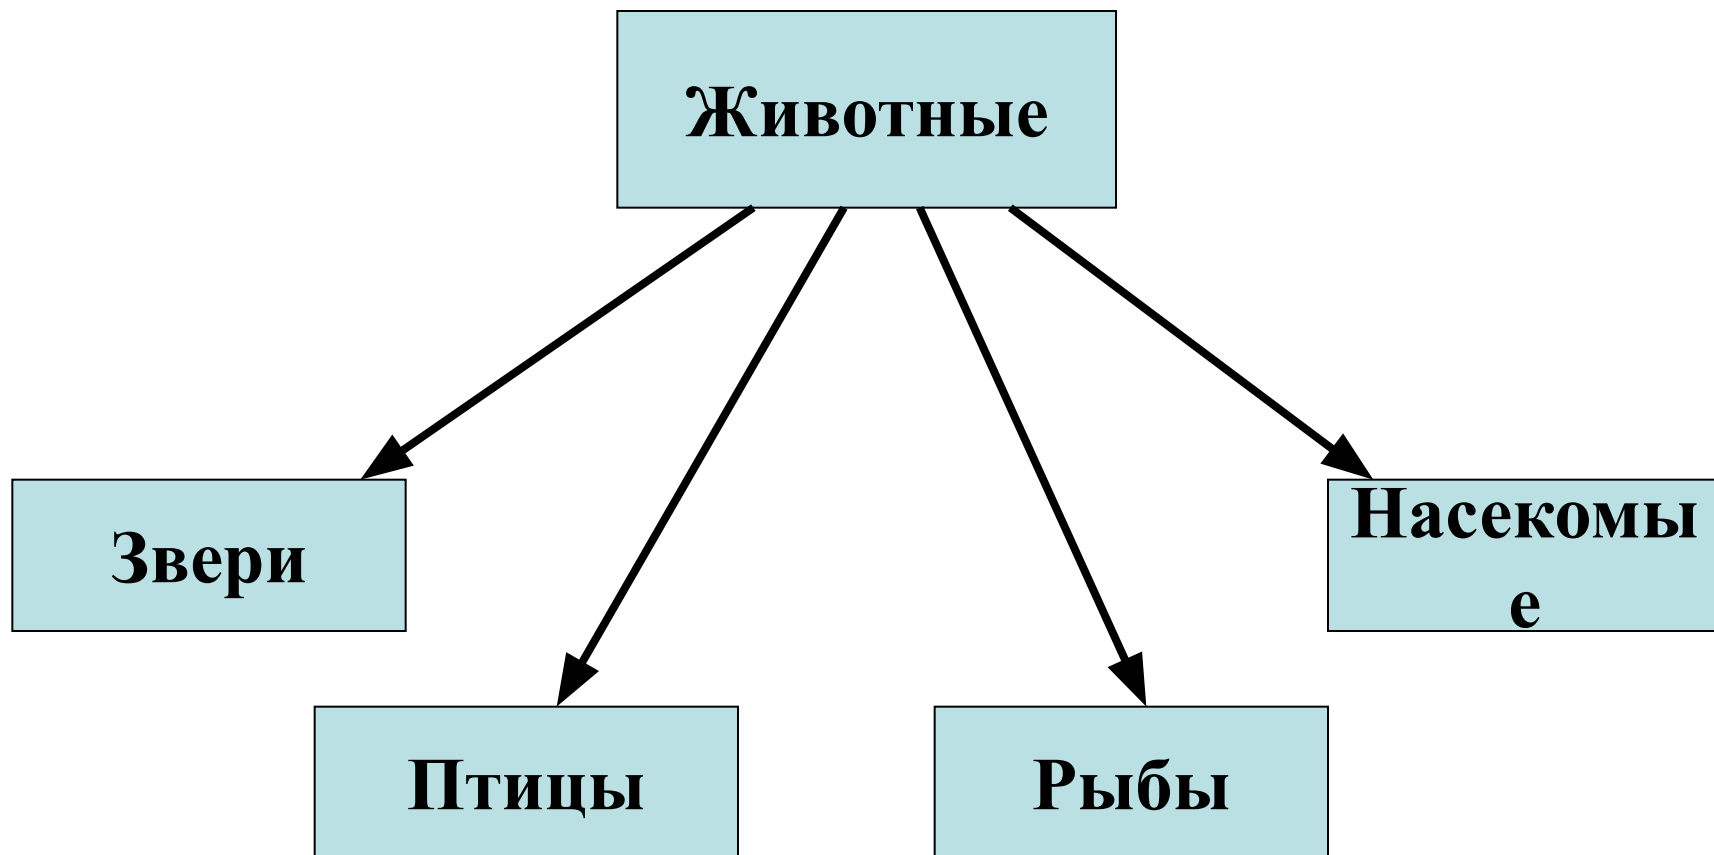 Животные
Звери
Насекомы
е
Птицы
Рыбы